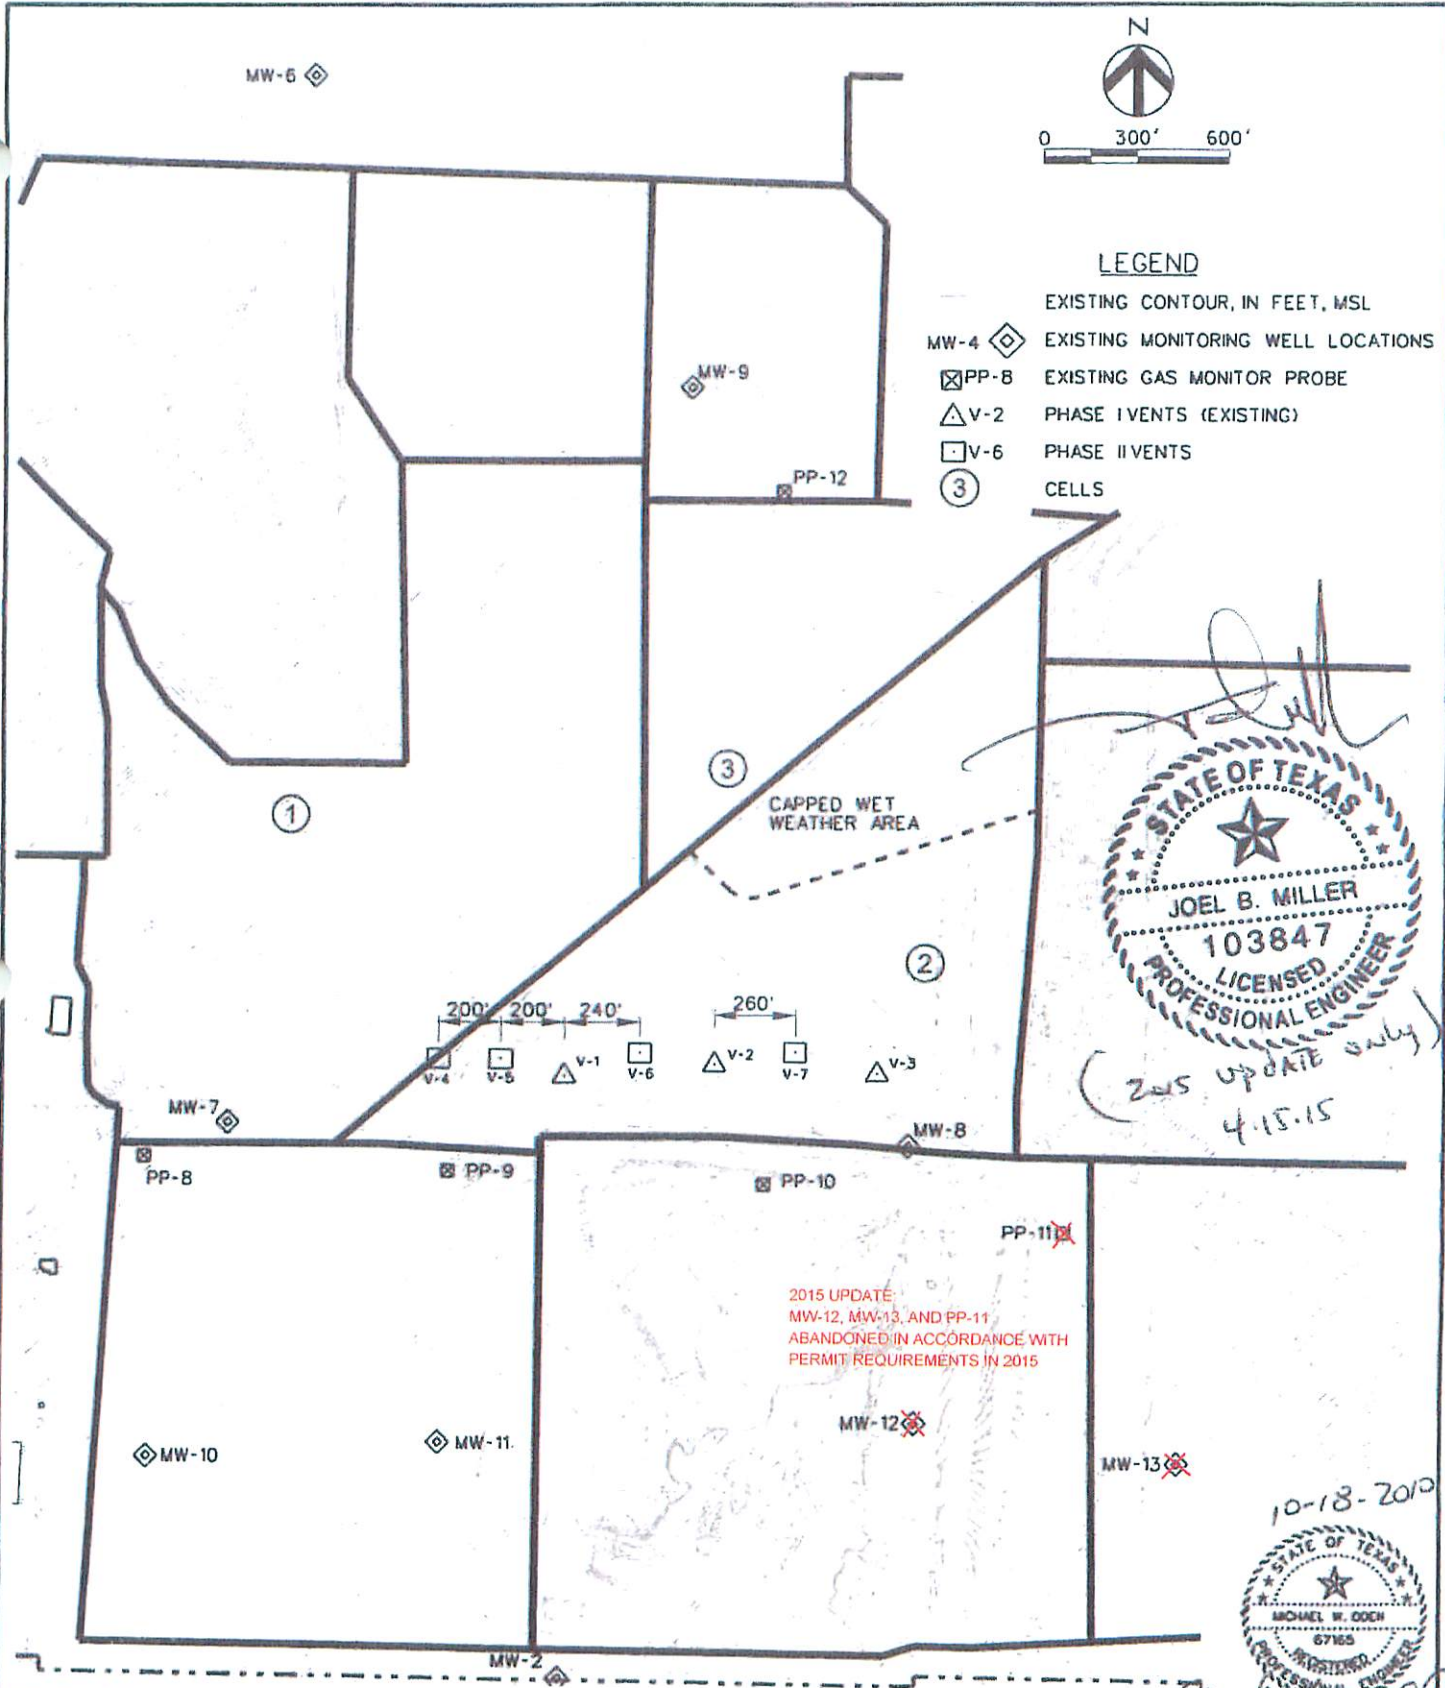 N
MW-6
0 300' 600'
LEGEND
EXISTING CONTOUR, IN FEET, MSL
MW-4 EXISTING MONITORING WELL LOCATIONS
PP-8 EXISTING GAS MONITOR PROBE
V-2 PHASE I VENTS (EXISTING)
V-6 PHASE II VENTS
3 CELLS
MW-9
PP-12
3
1
CAPPED WET
WEATHER AREA
STATE OF TEXAS
JOEL B. MILLER
103847
LICENSED
PROFESSIONAL ENGINEER
(2015 UPDATE only)
4.15.15
2
200' 200' 240' 260'
V-4 V-5 V-1 V-6 V-2 V-7 V-3
MW-7
MW-8
PP-8
PP-9
PP-10
PP-11
2015 UPDATE:
MW-12, MW-13, AND PP-11
ABANDONED IN ACCORDANCE WITH
PERMIT REQUIREMENTS IN 2015
MW-12
MW-10
MW-11
MW-13
10-18-2010
STATE OF TEXAS
MICHAEL W. ODEN
67165
REGISTERED
PROFESSIONAL ENGINEER
MW-2